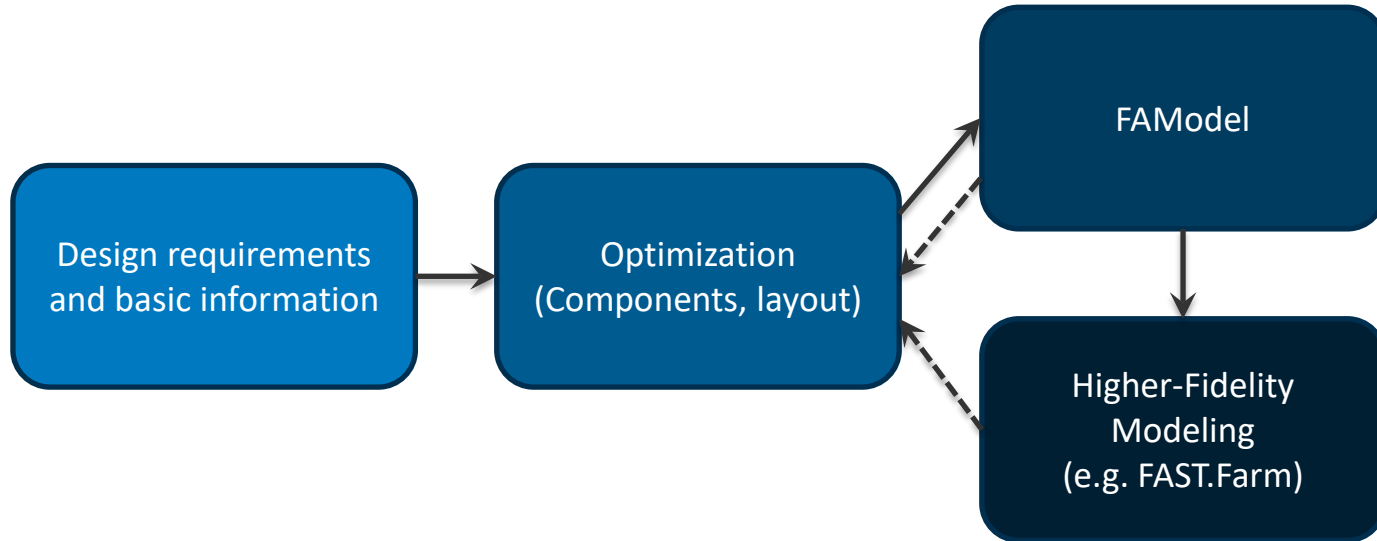 Design requirements
and basic information
Optimization
(Components, layout)
FAModel
Higher-Fidelity
Modeling
(e.g. FAST.Farm)